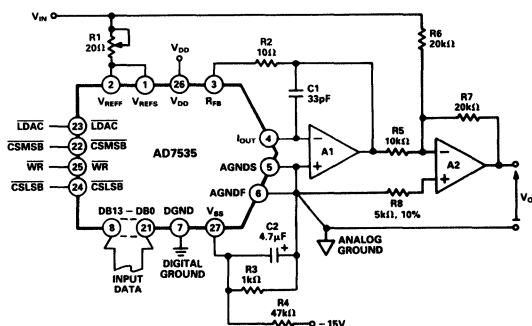 VIN
R1
20Ω
VDD
R2
10Ω
R6
20kΩ
C1
33pF
R7
20kΩ
2
1
26
3
VREFF
VREFS
VDD
RFB
23
LDAC
LDAC
22
CSMSB
CSMSB
25
WR
WR
24
CSLSB
CSLSB
AD7535
IOUT
4
AGNDS
5
AGNDF
6
A1
R5
10kΩ
A2
R8
5kΩ, 10%
VO
DB13 – DB0
DGND
VSS
8
21
7
27
C2
4.7µF
ANALOG
GROUND
INPUT
DATA
DIGITAL
GROUND
R3
1kΩ
R4
47kΩ
–15V